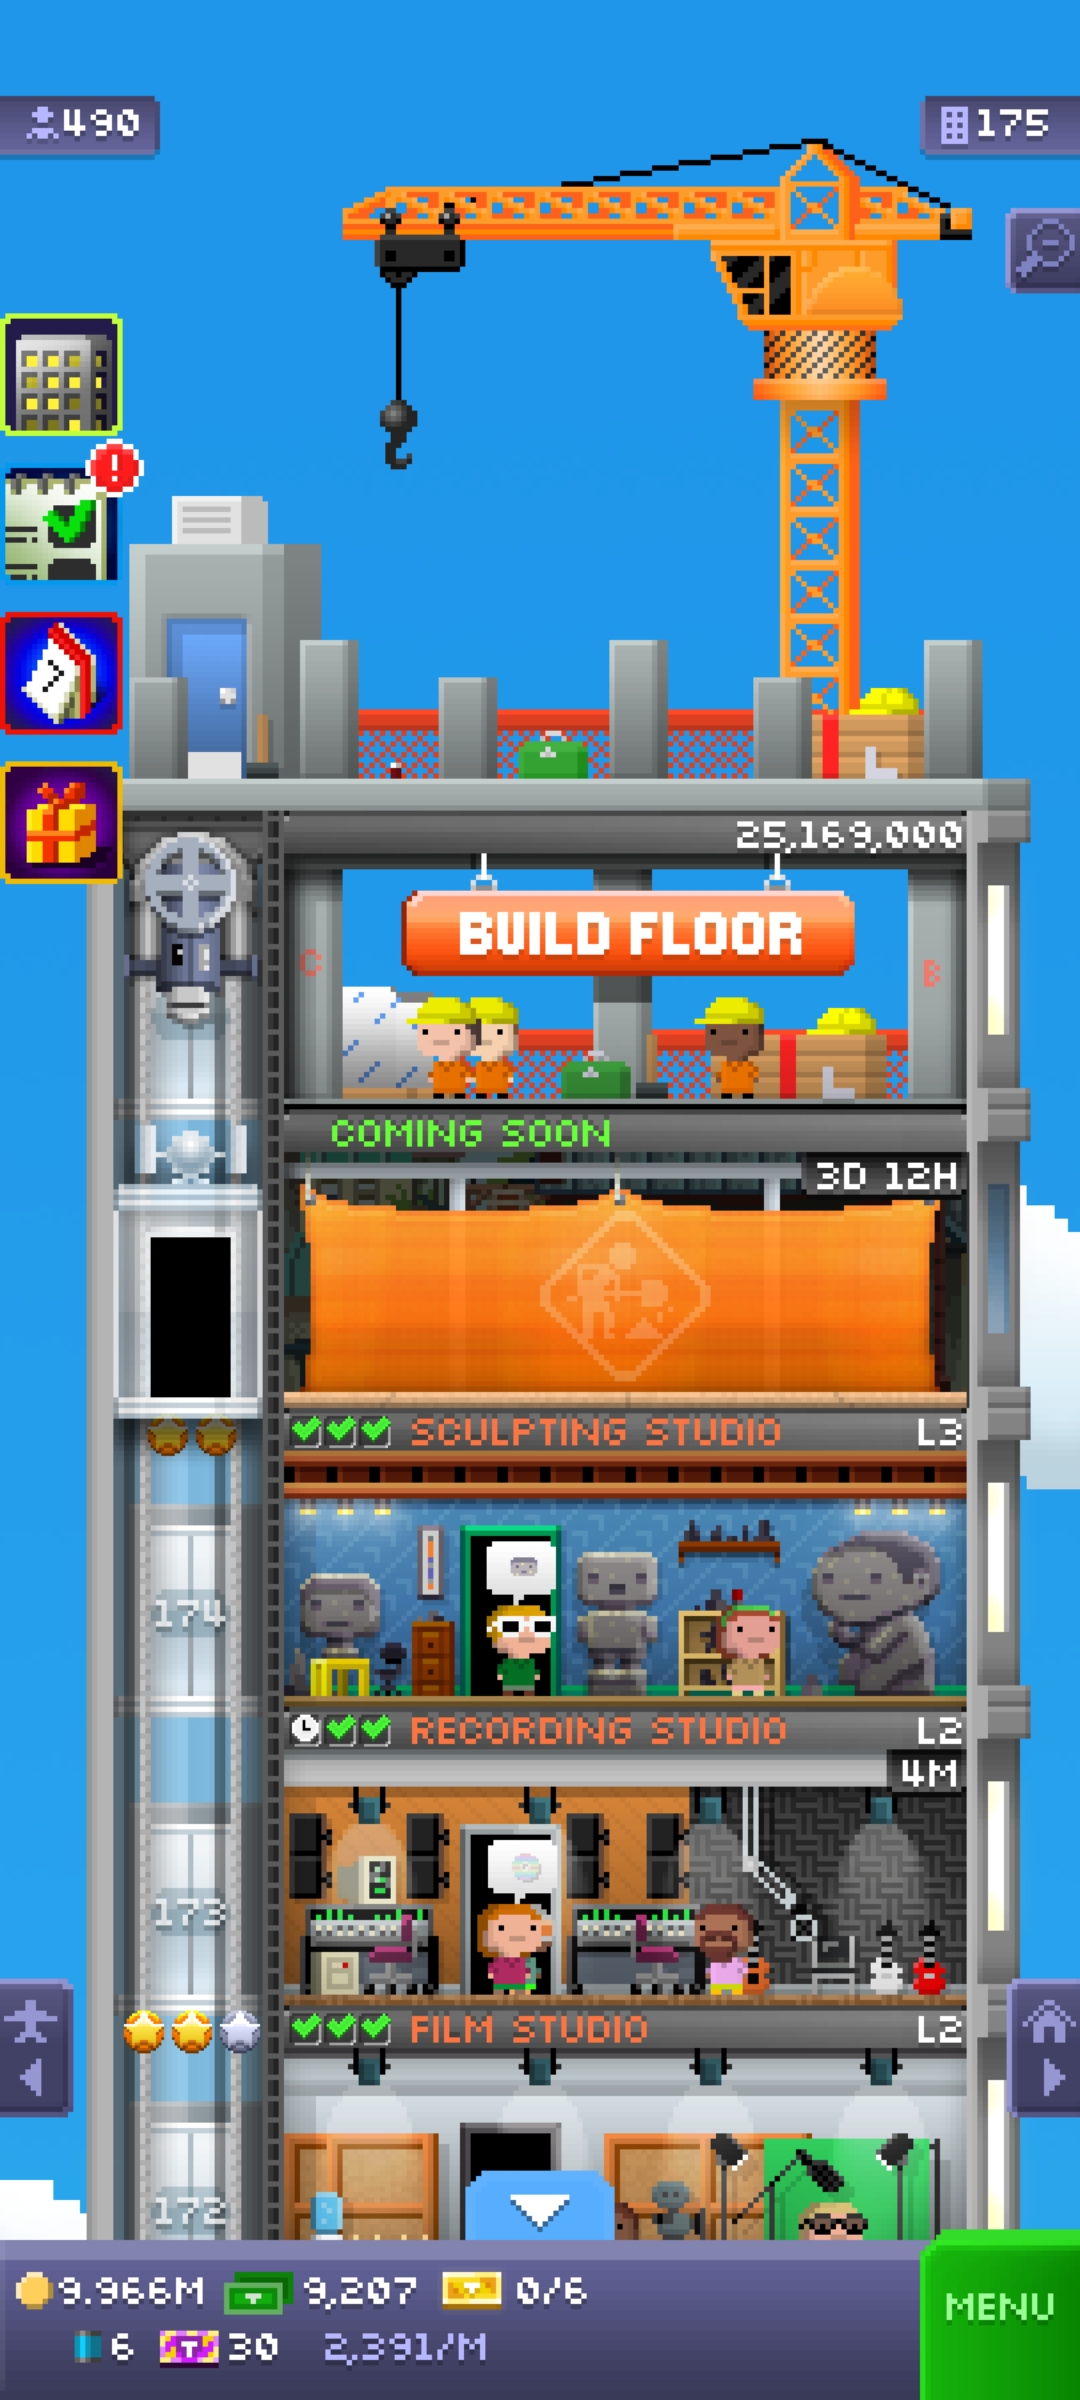 490
175
7
25,169,000
BUILD FLOOR
C
B
COMING SOON
3D 12H
SCULPTING STUDIO
L3
174
RECORDING STUDIO
L2
4M
173
FILM STUDIO
L2
172
9.966M
9,207
0/6
6
T
30
2,391/M
MENU